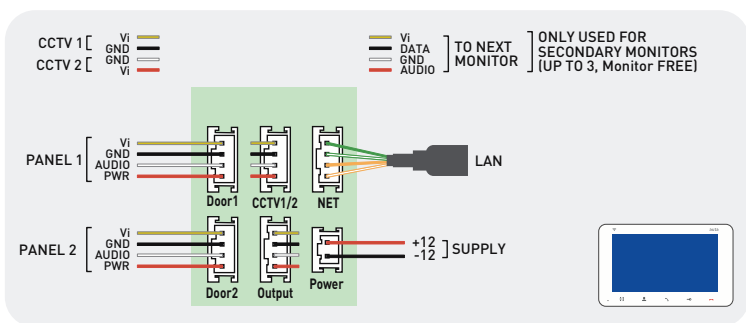 CCTV 1
Vi
GND
CCTV 2
GND
Vi
Vi
DATA
GND
AUDIO
TO NEXT
MONITOR
ONLY USED FOR
SECONDARY MONITORS
(UP TO 3, Monitor FREE)
PANEL 1
Vi
GND
AUDIO
PWR
Door1
CCTV1/2
NET
LAN
PANEL 2
Vi
GND
AUDIO
PWR
Door2
Output
Power
+12
-12
SUPPLY